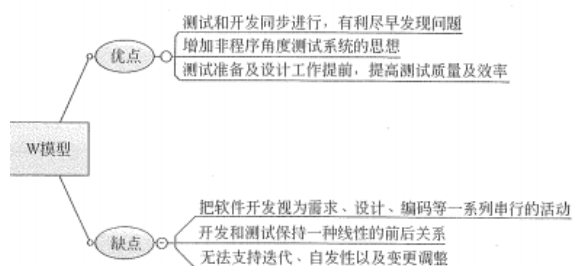 测试和开发同步进行，有利尽早发现问题
优点
增加非程序角度测试系统的思想
测试准备及设计工作提前，提高测试质量及效率
W模型
把软件开发视为需求、设计、编码等一系列串行的活动
缺点
开发和测试保持一种线性的前后关系
无法支持迭代、自发性以及变更调整